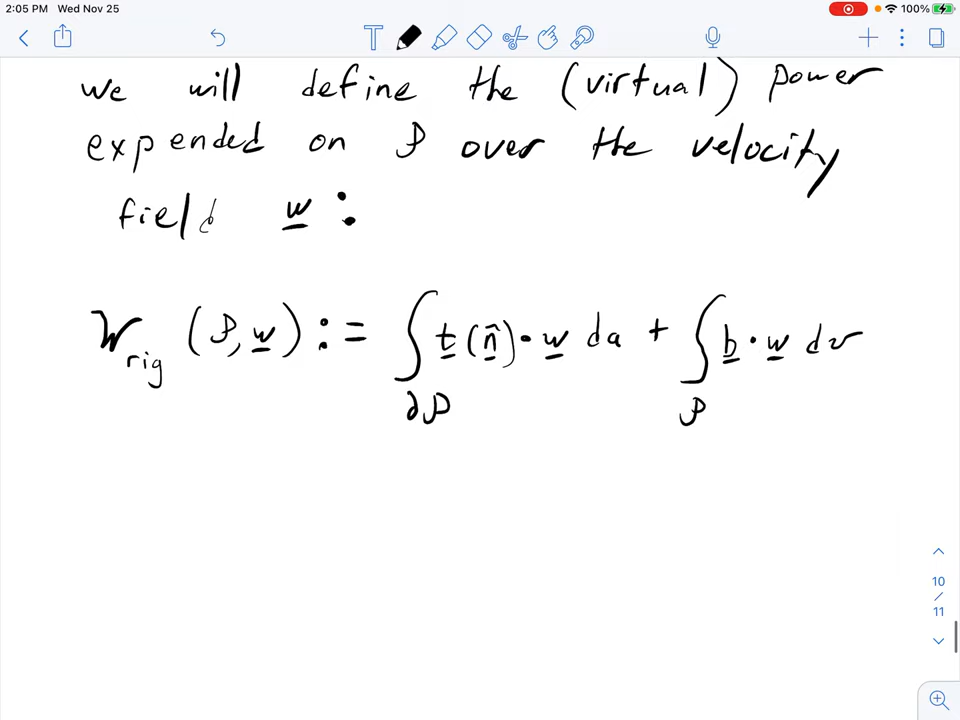 2:05 PM Wed Nov 25 100%
we will define the (virtual) power
expended on P over the velocity
field w :
W_rig (P, w) := ∫_∂P t(n̂) · w da + ∫_P b · w dv
10
/
11